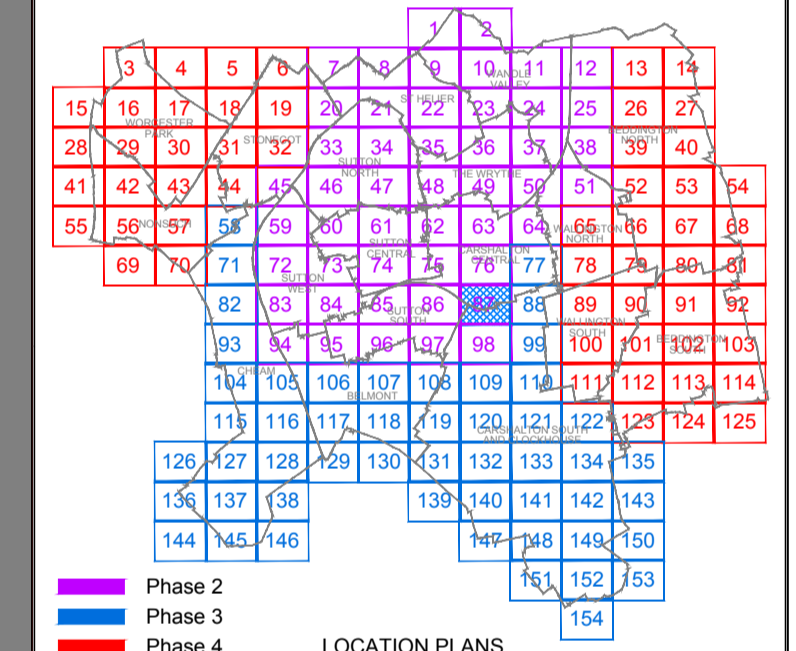 1 2
3 4 5 6 7 8 9 10 11 12 13 14
WANDLE
VALLEY
15 16 17 18 19 20 21 22 23 24 25 26 27
ST HELIER
WORCESTER
PARK
BEDDINGTON
NORTH
28 29 30 31 32 33 34 35 36 37 38 39 40
STONECOT
SUTTON
NORTH
THE WRYTHE
41 42 43 44 45 46 47 48 49 50 51 52 53 54
55 56 57 58 59 60 61 62 63 64 65 66 67 68
NONSUCH
WALLINGTON
NORTH
SUTTON
CENTRAL
CARSHALTON
CENTRAL
69 70 71 72 73 74 75 76 77 78 79 80 81
SUTTON
WEST
82 83 84 85 86 87 88 89 90 91 92
SUTTON
SOUTH
WALLINGTON
SOUTH
93 94 95 96 97 98 99 100 101 102 103
BEDDINGTON
SOUTH
CHEAM
104 105 106 107 108 109 110 111 112 113 114
BELMONT
115 116 117 118 119 120 121 122 123 124 125
CARSHALTON SOUTH
AND CLOCKHOUSE
126 127 128 129 130 131 132 133 134 135
136 137 138 139 140 141 142 143
144 145 146 147 148 149 150
151 152 153
154
Phase 2
Phase 3
Phase 4
LOCATION PLANS